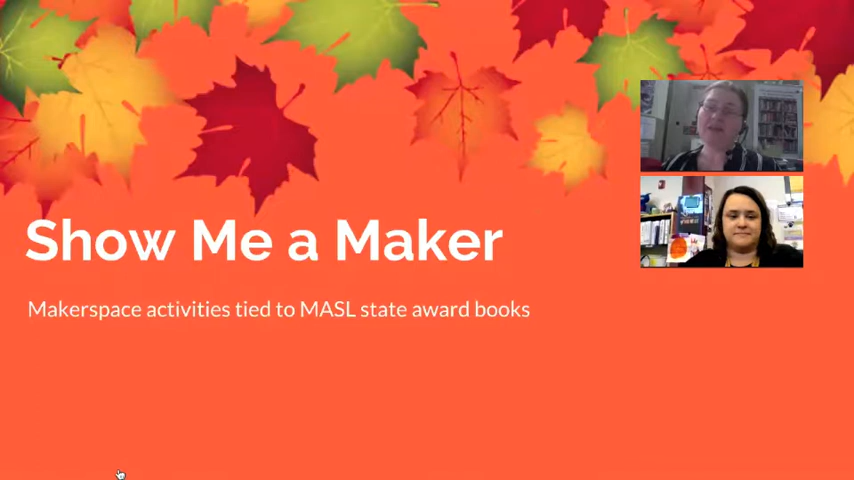 Show Me a Maker
Makerspace activities tied to MASL state award books